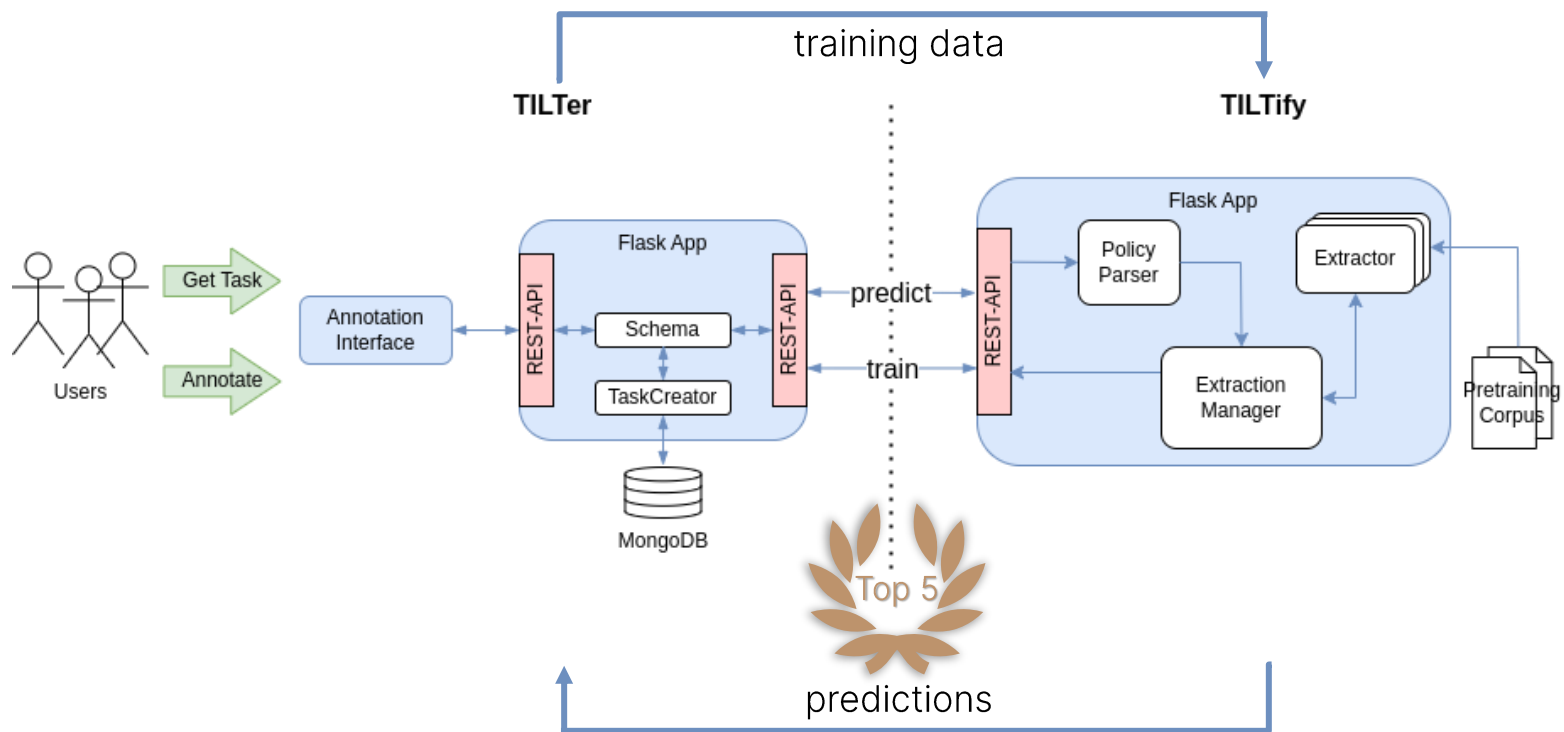 training data
TILTer
TILTify
Flask App
Flask App
Get Task
Annotate
Users
Annotation
Interface
REST-API
Schema
TaskCreator
REST-API
MongoDB
predict
train
REST-API
Policy
Parser
Extractor
Extraction
Manager
Pretraining
Corpus
Top 5
predictions